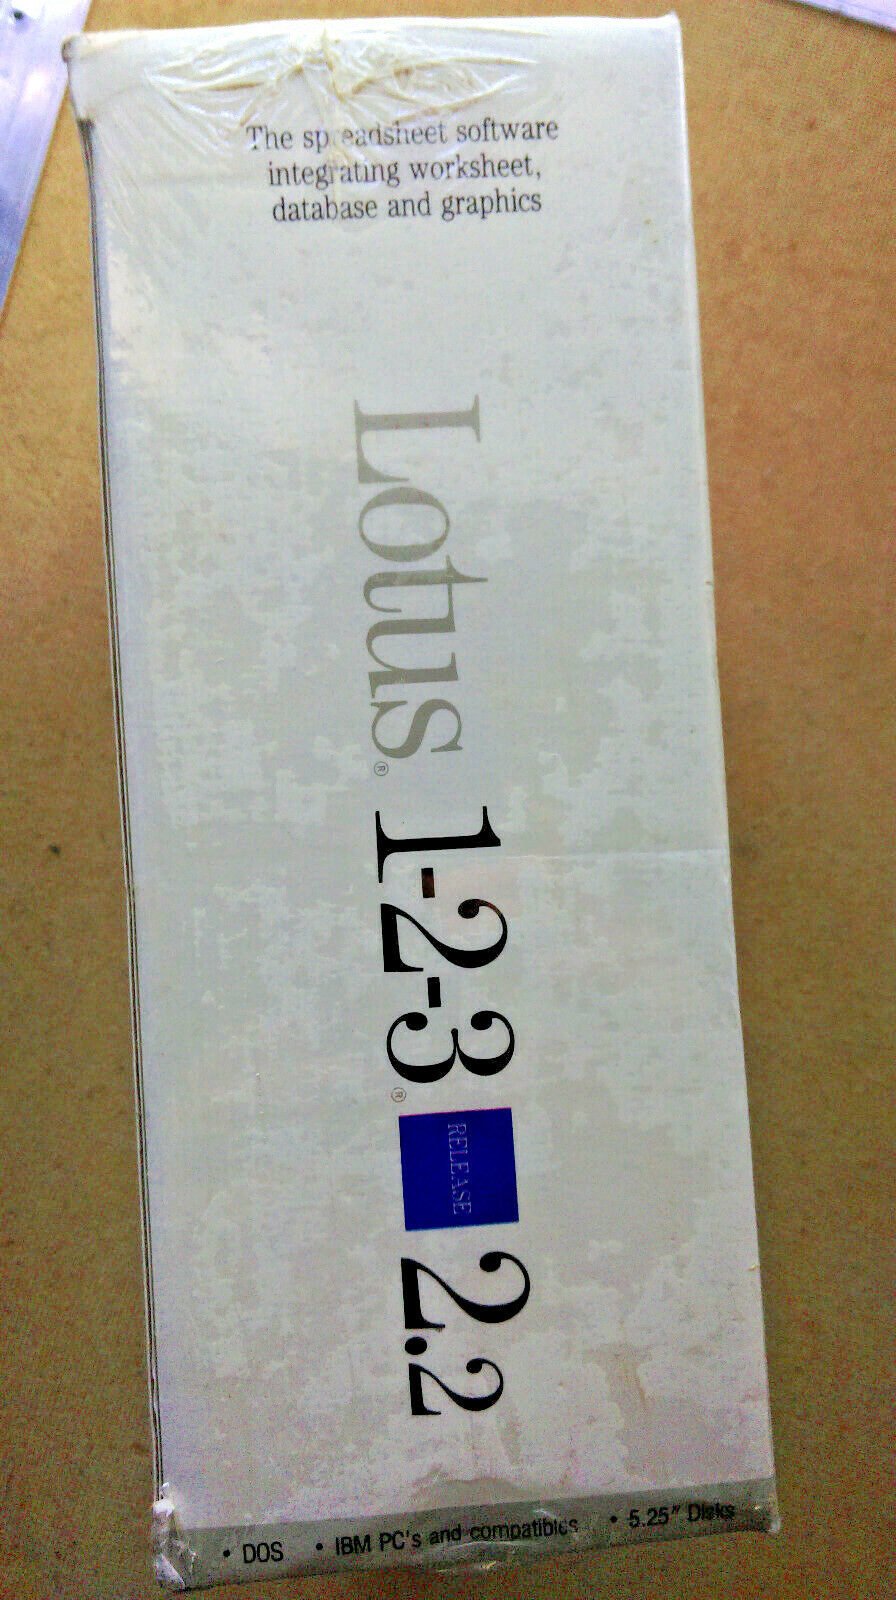 The spreadsheet software
integrating worksheet,
database and graphics
Lotus® 1-2-3® RELEASE 2.2
• DOS • IBM PC's and compatibles • 5.25" Disks